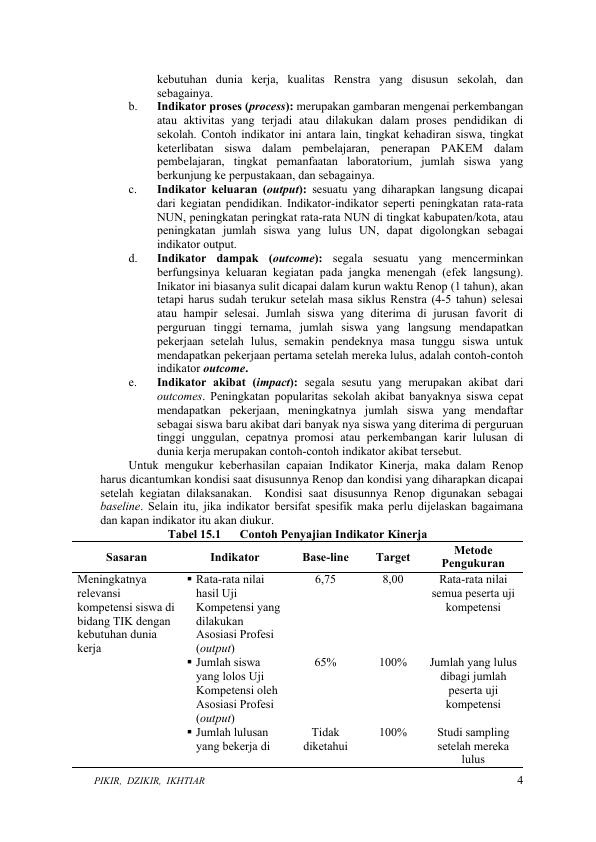 kebutuhan dunia kerja, kualitas Renstra yang disusun sekolah, dan
sebagainya.
b. Indikator proses (process): merupakan gambaran mengenai perkembangan
atau aktivitas yang terjadi atau dilakukan dalam proses pendidikan di
sekolah. Contoh indikator ini antara lain, tingkat kehadiran siswa, tingkat
keterlibatan siswa dalam pembelajaran, penerapan PAKEM dalam
pembelajaran, tingkat pemanfaatan laboratorium, jumlah siswa yang
berkunjung ke perpustakaan, dan sebagainya.
c. Indikator keluaran (output): sesuatu yang diharapkan langsung dicapai
dari kegiatan pendidikan. Indikator-indikator seperti peningkatan rata-rata
NUN, peningkatan peringkat rata-rata NUN di tingkat kabupaten/kota, atau
peningkatan jumlah siswa yang lulus UN, dapat digolongkan sebagai
indikator output.
d. Indikator dampak (outcome): segala sesuatu yang mencerminkan
berfungsinya keluaran kegiatan pada jangka menengah (efek langsung).
Inikator ini biasanya sulit dicapai dalam kurun waktu Renop (1 tahun), akan
tetapi harus sudah terukur setelah masa siklus Renstra (4-5 tahun) selesai
atau hampir selesai. Jumlah siswa yang diterima di jurusan favorit di
perguruan tinggi ternama, jumlah siswa yang langsung mendapatkan
pekerjaan setelah lulus, semakin pendeknya masa tunggu siswa untuk
mendapatkan pekerjaan pertama setelah mereka lulus, adalah contoh-contoh
indikator outcome.
e. Indikator akibat (impact): segala sesutu yang merupakan akibat dari
outcomes. Peningkatan popularitas sekolah akibat banyaknya siswa cepat
mendapatkan pekerjaan, meningkatnya jumlah siswa yang mendaftar
sebagai siswa baru akibat dari banyak nya siswa yang diterima di perguruan
tinggi unggulan, cepatnya promosi atau perkembangan karir lulusan di
dunia kerja merupakan contoh-contoh indikator akibat tersebut.
Untuk mengukur keberhasilan capaian Indikator Kinerja, maka dalam Renop
harus dicantumkan kondisi saat disusunnya Renop dan kondisi yang diharapkan dicapai
setelah kegiatan dilaksanakan. Kondisi saat disusunnya Renop digunakan sebagai
baseline. Selain itu, jika indikator bersifat spesifik maka perlu dijelaskan bagaimana
dan kapan indikator itu akan diukur.
Tabel 15.1 Contoh Penyajian Indikator Kinerja
Sasaran Indikator Base-line Target Metode
Pengukuran
Meningkatnya ▪ Rata-rata nilai 6,75 8,00 Rata-rata nilai
relevansi hasil Uji semua peserta uji
kompetensi siswa di Kompetensi yang kompetensi
bidang TIK dengan dilakukan
kebutuhan dunia Asosiasi Profesi
kerja (output)
▪ Jumlah siswa 65% 100% Jumlah yang lulus
yang lolos Uji dibagi jumlah
Kompetensi oleh peserta uji
Asosiasi Profesi kompetensi
(output)
▪ Jumlah lulusan Tidak 100% Studi sampling
yang bekerja di diketahui setelah mereka
lulus
PIKIR, DZIKIR, IKHTIAR 4